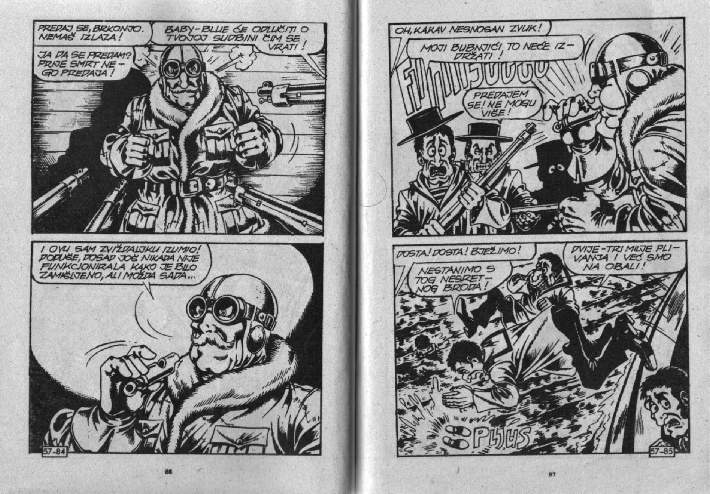 PREDAJ SE, BRKONJO.
NEMAŠ IZLAZA!
BABY-BLUE ĆE ODLUČITI O
TVOJOJ SUDBINI ČIM SE
VRATI!
JA DA SE PREDAM?
PRIJE SMRT NE-
GO PREDAJA!
I OVU SAM ZVIŽDALJKU IZUMIO!
DODUŠE, DOSAD JOŠ NIKADA NIJE
FUNKCIONIRALA KAKO JE BILO
ZAMIŠLJENO, ALI MOŽDA SADA...
57-84
OH, KAKAV NESNOSAN ZVUK!
MOJI BUBNJIĆI TO NEĆE IZ-
DRŽATI!
PREDAJEM
SE! NE MOGU
VIŠE!
DOSTA! DOSTA! BJEŽIMO!
NESTANIMO S
TOG NESRET-
NOG BRODA!
DVIJE-TRI MILJE PLI-
VANJA I VEĆ SMO
NA OBALI!
PLJUS
57-85